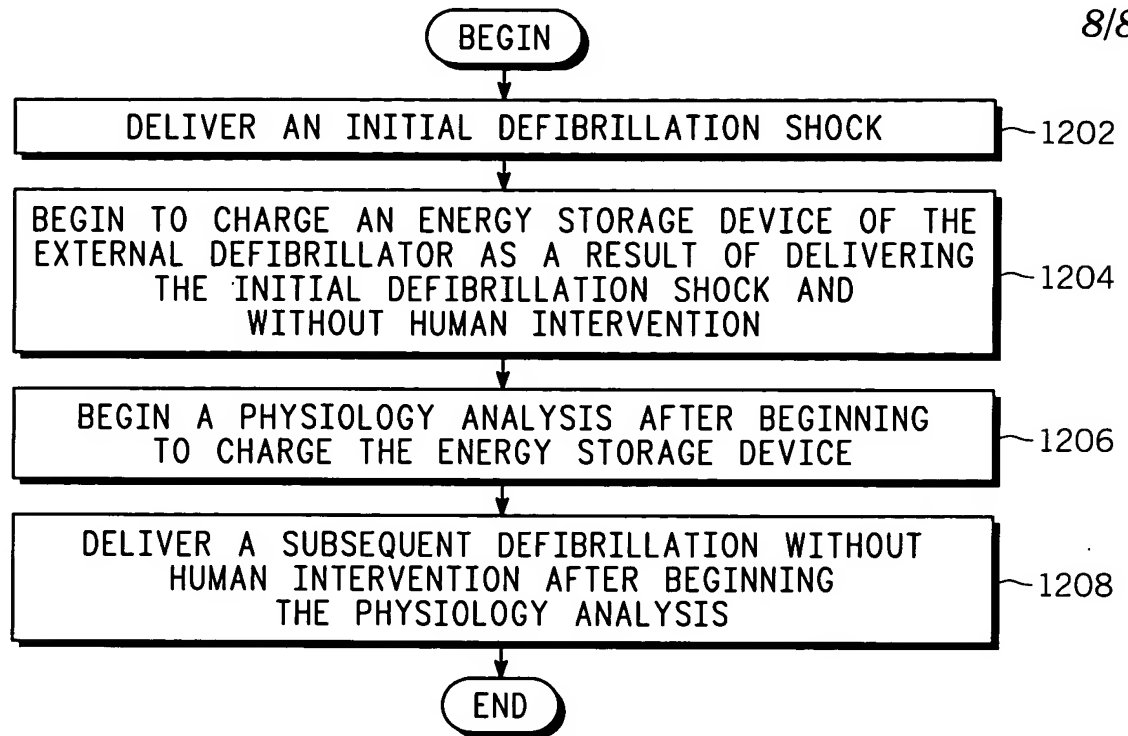 8/8
BEGIN
DELIVER AN INITIAL DEFIBRILLATION SHOCK
1202
BEGIN TO CHARGE AN ENERGY STORAGE DEVICE OF THE
EXTERNAL DEFIBRILLATOR AS A RESULT OF DELIVERING
THE INITIAL DEFIBRILLATION SHOCK AND
WITHOUT HUMAN INTERVENTION
1204
BEGIN A PHYSIOLOGY ANALYSIS AFTER BEGINNING
TO CHARGE THE ENERGY STORAGE DEVICE
1206
DELIVER A SUBSEQUENT DEFIBRILLATION WITHOUT
HUMAN INTERVENTION AFTER BEGINNING
THE PHYSIOLOGY ANALYSIS
1208
END